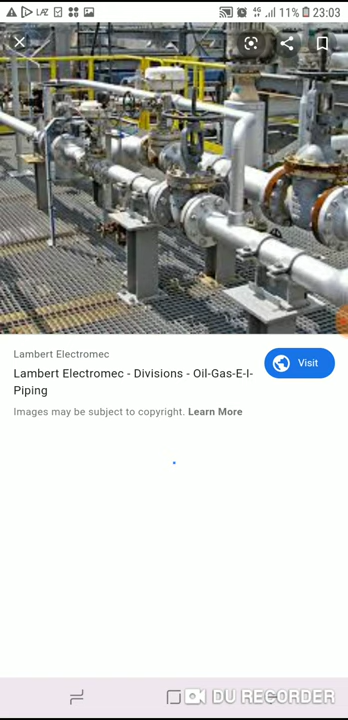 LAZ
4G
11%
23:03
Lambert Electromec
Lambert Electromec - Divisions - Oil-Gas-E-I-
Piping
Visit
Images may be subject to copyright. Learn More
DU RECORDER